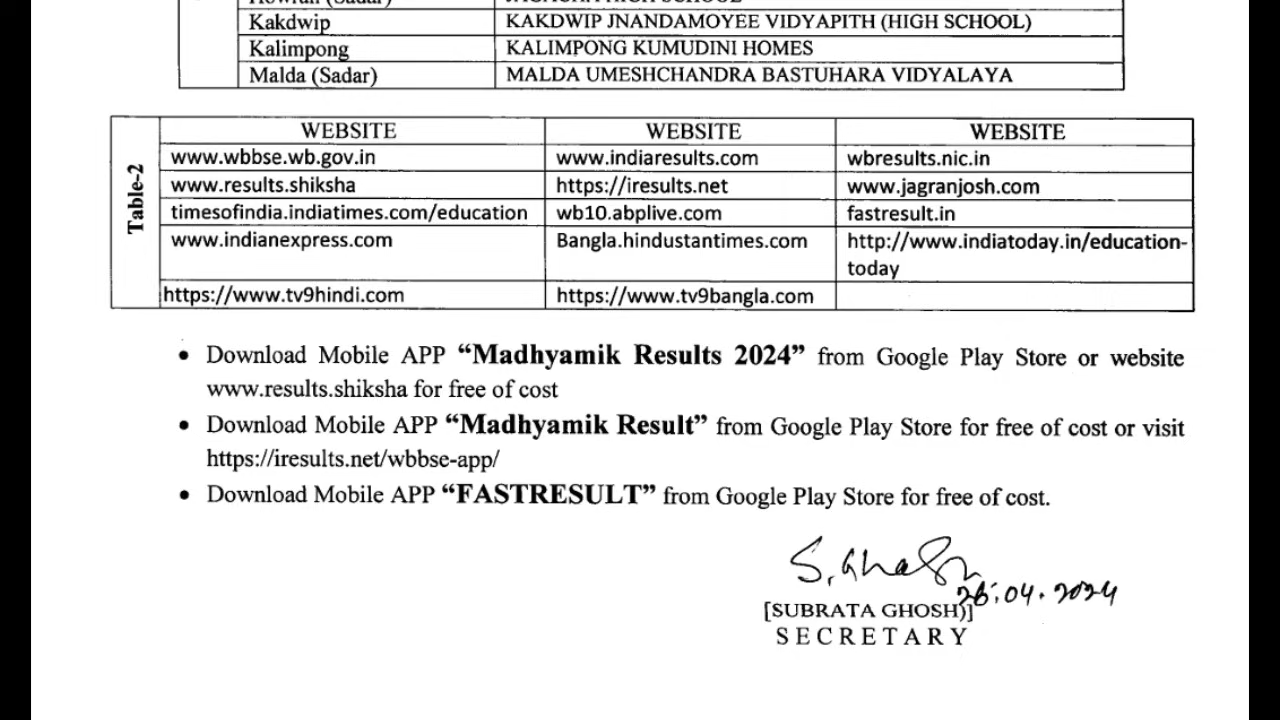 Kakdwip KAKDWIP JNANDAMOYEE VIDYAPITH (HIGH SCHOOL)
Kalimpong KALIMPONG KUMUDINI HOMES
Malda (Sadar) MALDA UMESHCHANDRA BASTUHARA VIDYALAYA
Table-2
WEBSITE WEBSITE WEBSITE
www.wbbse.wb.gov.in www.indiaresults.com wbresults.nic.in
www.results.shiksha https://iresults.net www.jagranjosh.com
timesofindia.indiatimes.com/education wb10.abplive.com fastresult.in
www.indianexpress.com Bangla.hindustantimes.com http://www.indiatoday.in/education-
today
https://www.tv9hindi.com https://www.tv9bangla.com
• Download Mobile APP “Madhyamik Results 2024” from Google Play Store or website
www.results.shiksha for free of cost
• Download Mobile APP “Madhyamik Result” from Google Play Store for free of cost or visit
https://iresults.net/wbbse-app/
• Download Mobile APP “FASTRESULT” from Google Play Store for free of cost.
S. Ghosh
26.04.2024
[SUBRATA GHOSH)]
SECRETARY